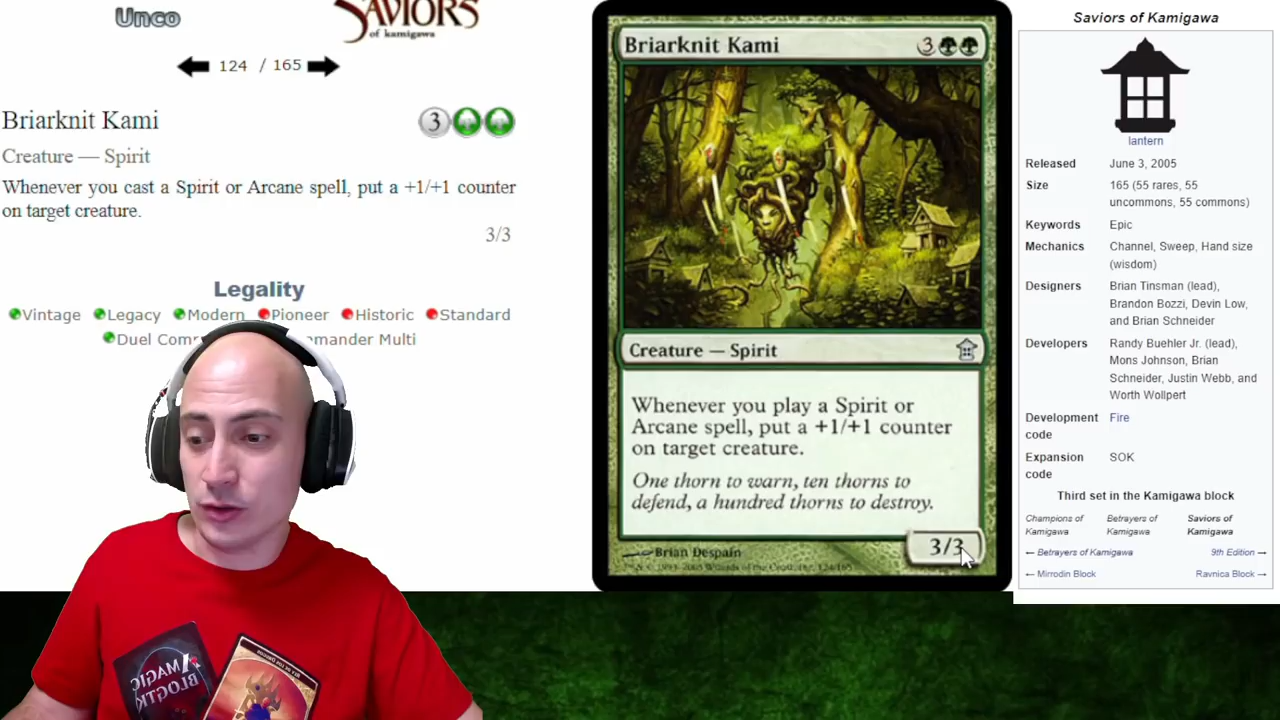 Unco
SAVIORS
of kamigawa
124 / 165
Briarknit Kami
3
Creature — Spirit
Whenever you cast a Spirit or Arcane spell, put a +1/+1 counter
on target creature.
3/3
Legality
Vintage Legacy Modern Pioneer Historic Standard
Duel Com mander Multi
Briarknit Kami 3
Creature — Spirit
Whenever you play a Spirit or
Arcane spell, put a +1/+1 counter
on target creature.
One thorn to warn, ten thorns to
defend, a hundred thorns to destroy.
3/3
Brian Despain
124/165
Saviors of Kamigawa
lantern
Released June 3, 2005
Size 165 (55 rares, 55
uncommons, 55 commons)
Keywords Epic
Mechanics Channel, Sweep, Hand size
(wisdom)
Designers Brian Tinsman (lead),
Brandon Bozzi, Devin Low,
and Brian Schneider
Developers Randy Buehler Jr. (lead),
Mons Johnson, Brian
Schneider, Justin Webb, and
Worth Wollpert
Development
code Fire
Expansion
code SOK
Third set in the Kamigawa block
Champions of
Kamigawa
Betrayers of
Kamigawa
Saviors of
Kamigawa
← Betrayers of Kamigawa 9th Edition →
← Mirrodin Block Ravnica Block →
MAGIC
BLOGTK